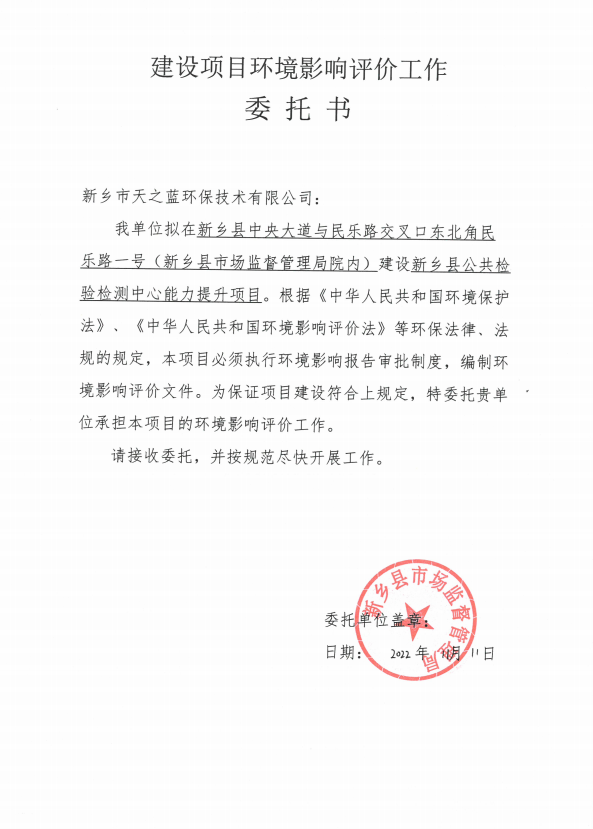 建设项目环境影响评价工作
委托书
新乡市天之蓝环保技术有限公司：
我单位拟在新乡县中央大道与民乐路交叉口东北角民
乐路一号（新乡县市场监督管理局院内）建设新乡县公共检
验检测中心能力提升项目。根据《中华人民共和国环境保护
法》、《中华人民共和国环境影响评价法》等环保法律、法
规的规定，本项目必须执行环境影响报告审批制度，编制环
境影响评价文件。为保证项目建设符合上规定，特委托贵单
位承担本项目的环境影响评价工作。
请接收委托，并按规范尽快开展工作。
新乡县市场监督管理局
委托单位盖章：
日期： 2022 年 11 月 11 日